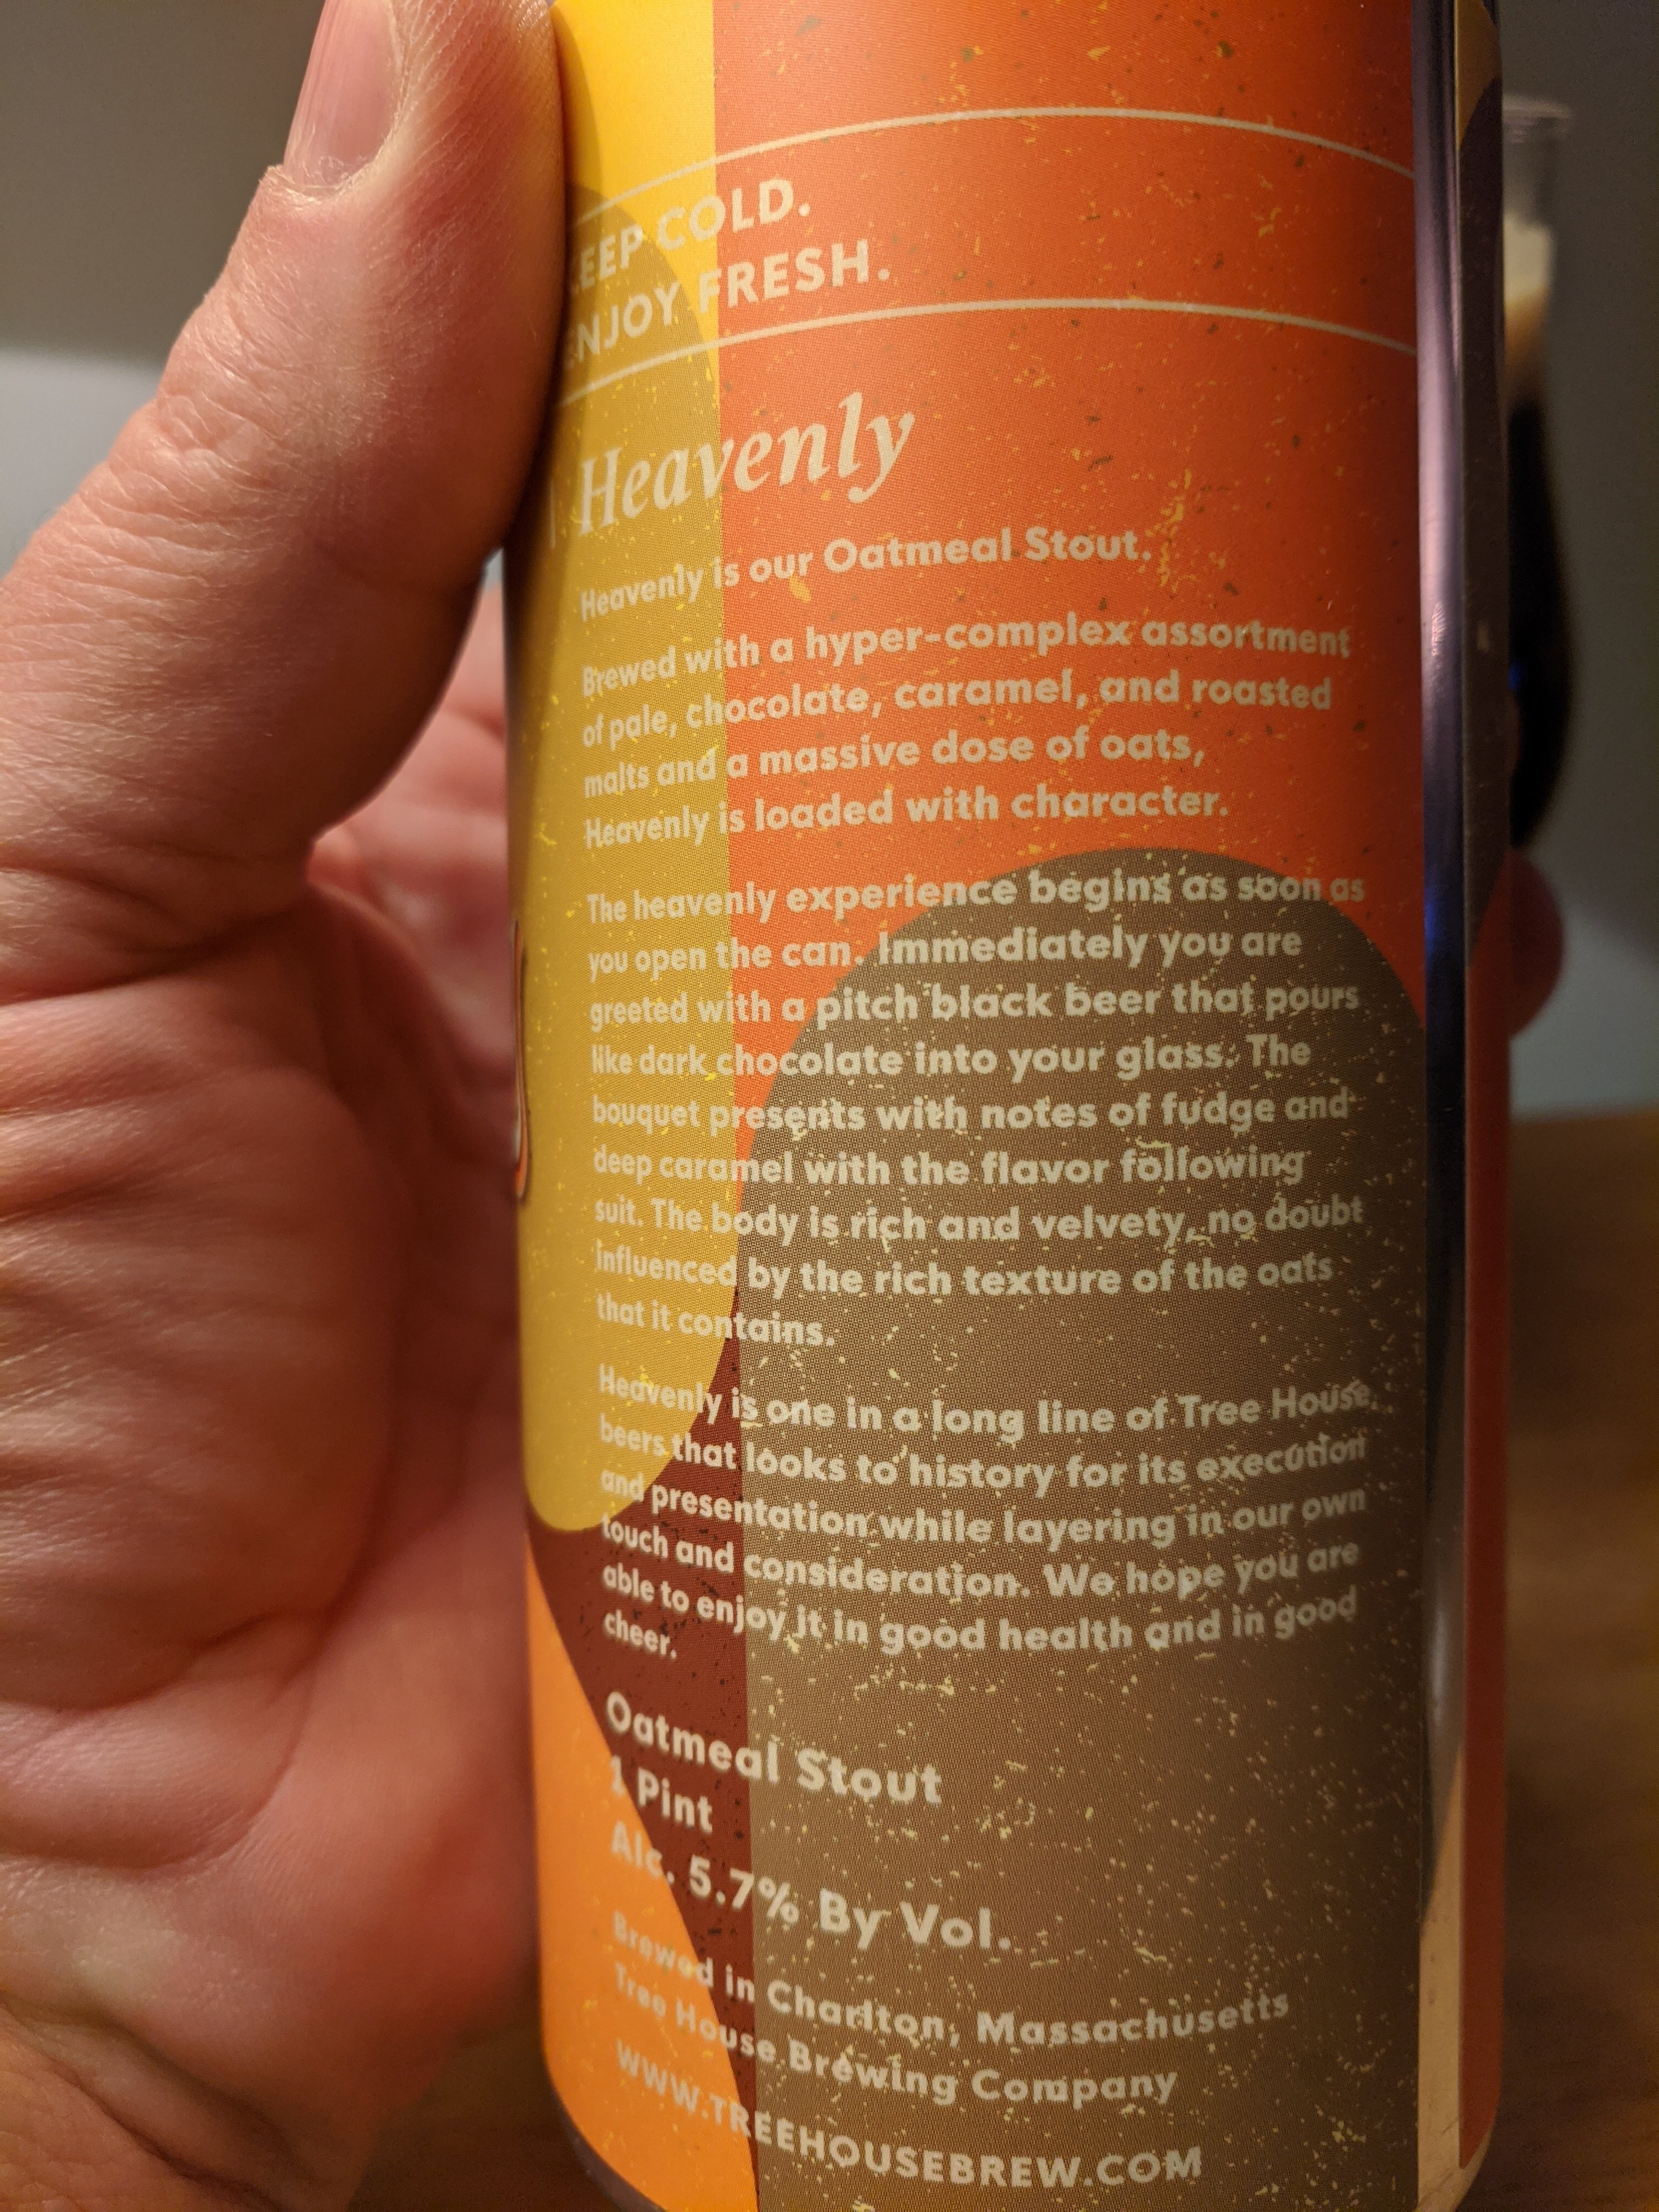 EEP COLD.
ENJOY FRESH.
Heavenly
Heavenly is our Oatmeal Stout.
Brewed with a hyper-complex assortment
of pale, chocolate, caramel, and roasted
malts and a massive dose of oats,
Heavenly is loaded with character.
The heavenly experience begins as soon as
you open the can. Immediately you are
greeted with a pitch black beer that pours
like dark chocolate into your glass. The
bouquet presents with notes of fudge and
deep caramel with the flavor following
suit. The body is rich and velvety, no doubt
influenced by the rich texture of the oats
that it contains.
Heavenly is one in a long line of Tree House
beers that looks to history for its execution
and presentation while layering in our own
touch and consideration. We hope you are
able to enjoy it in good health and in good
cheer.
Oatmeal Stout
1 Pint
Alc. 5.7% By Vol.
Brewed in Charlton, Massachusetts
Tree House Brewing Company
WWW.TREEHOUSEBREW.COM